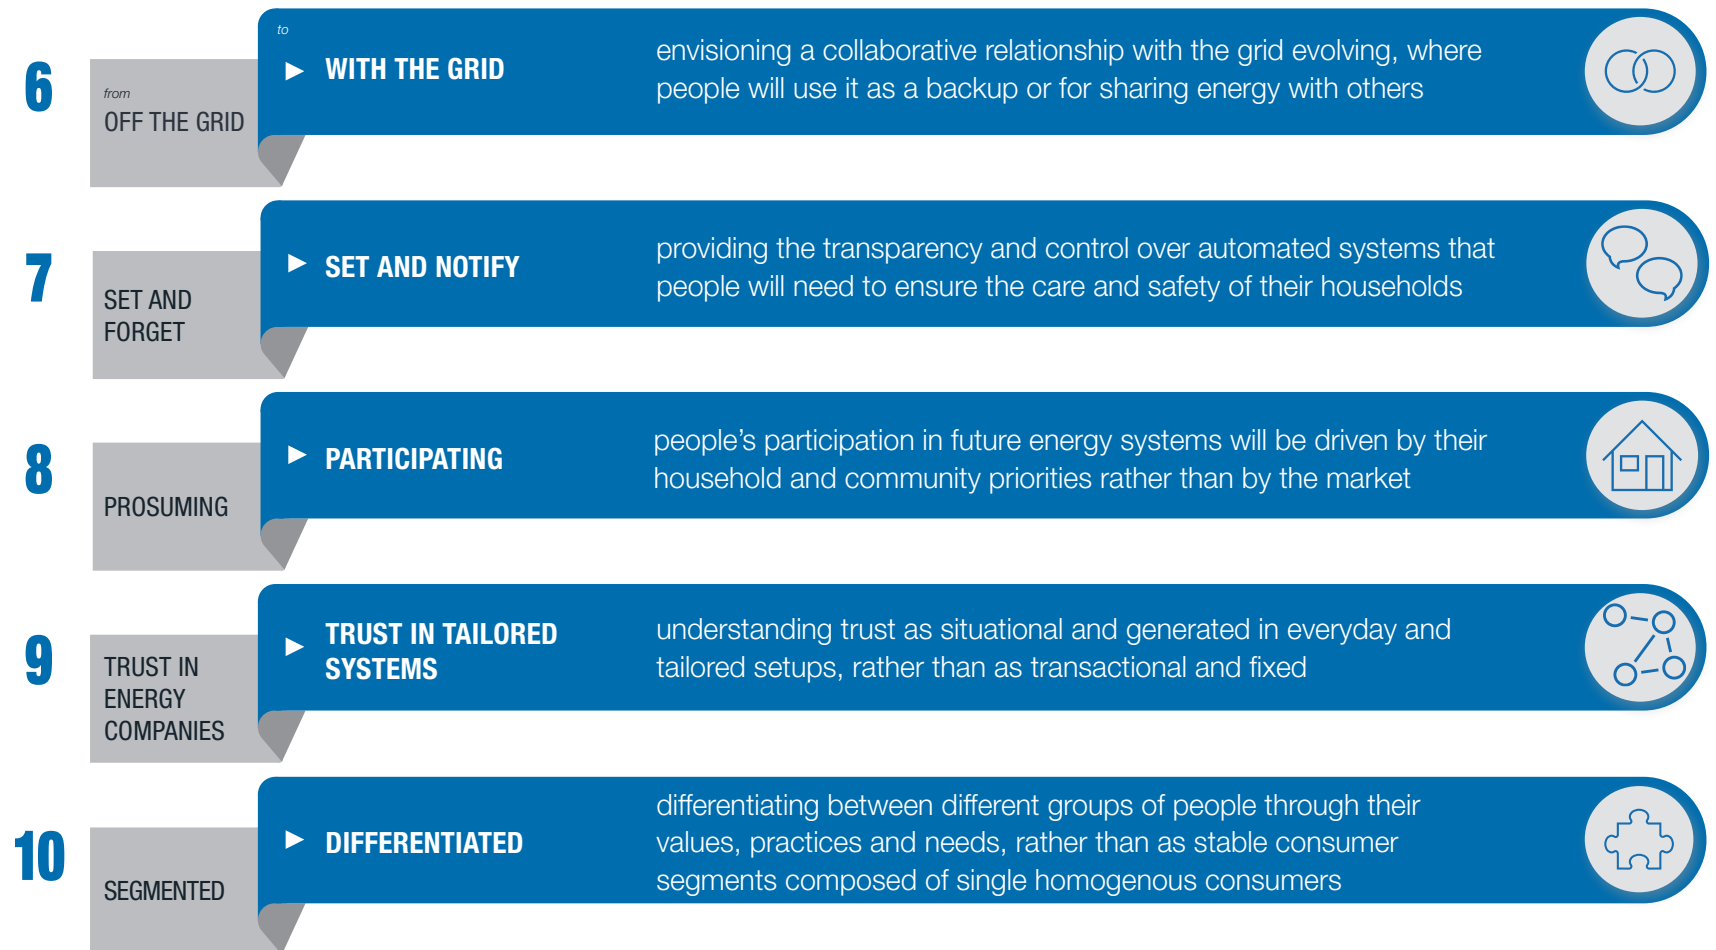 6
from
OFF THE GRID
to
WITH THE GRID
envisioning a collaborative relationship with the grid evolving, where
people will use it as a backup or for sharing energy with others
7
SET AND
FORGET
SET AND NOTIFY
providing the transparency and control over automated systems that
people will need to ensure the care and safety of their households
8
PROSUMING
PARTICIPATING
people’s participation in future energy systems will be driven by their
household and community priorities rather than by the market
9
TRUST IN
ENERGY
COMPANIES
TRUST IN TAILORED
SYSTEMS
understanding trust as situational and generated in everyday and
tailored setups, rather than as transactional and fixed
10
SEGMENTED
DIFFERENTIATED
differentiating between different groups of people through their
values, practices and needs, rather than as stable consumer
segments composed of single homogenous consumers